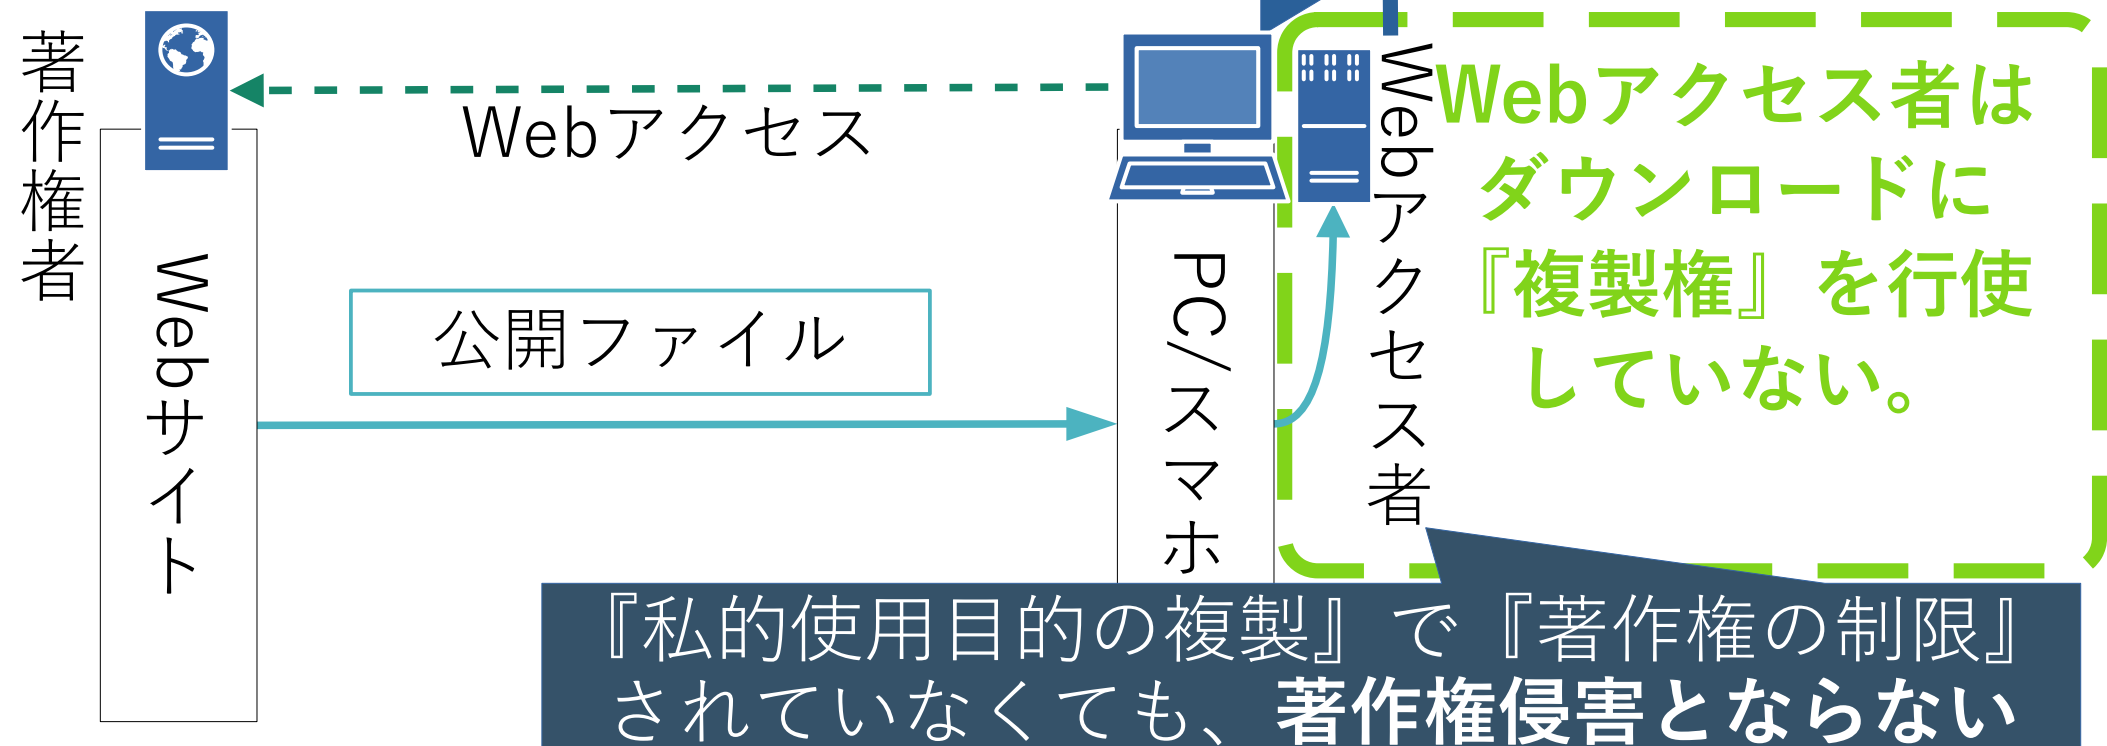 著作権者
Webサイト
Webアクセス
公開ファイル
PC/スマホ
Webアクセス者
Webアクセス者は
ダウンロードに
『複製権』を行使
していない。
『私的使用目的の複製』で『著作権の制限』
されていなくても、著作権侵害とならない